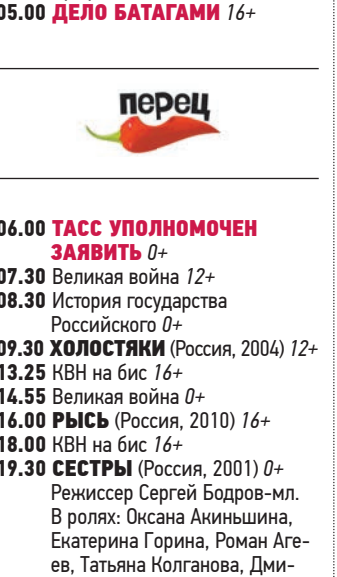 05.00 ДЕЛО БАТАГАМИ 16+
перец
06.00 ТАСС УПОЛНОМОЧЕН
ЗАЯВИТЬ 0+
07.30 Великая война 12+
08.30 История государства
Российского 0+
09.30 ХОЛОСТЯКИ (Россия, 2004) 12+
13.25 КВН на бис 16+
14.55 Великая война 0+
16.00 РЫСЬ (Россия, 2010) 16+
18.00 КВН на бис 16+
19.30 СЕСТРЫ (Россия, 2001) 0+
Режиссер Сергей Бодров-мл.
В ролях: Оксана Акиньшина,
Екатерина Горина, Роман Аге-
ев, Татьяна Колганова, Дми-